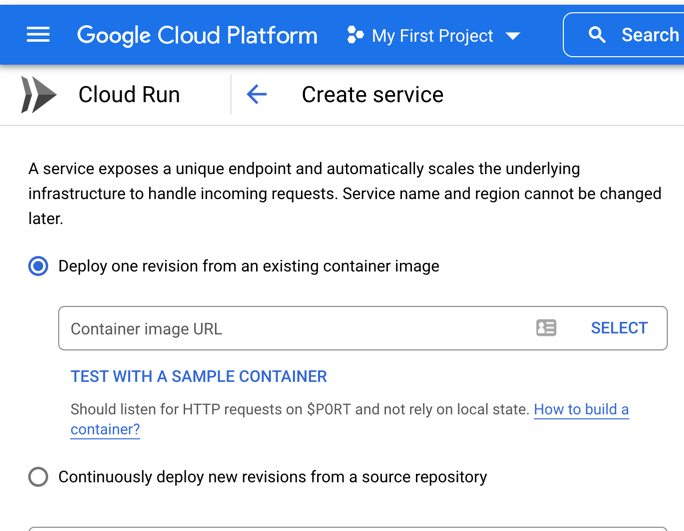 Google Cloud Platform My First Project Search
Cloud Run Create service
A service exposes a unique endpoint and automatically scales the underlying
infrastructure to handle incoming requests. Service name and region cannot be changed
later.
Deploy one revision from an existing container image
Container image URL SELECT
TEST WITH A SAMPLE CONTAINER
Should listen for HTTP requests on $PORT and not rely on local state. How to build a
container?
Continuously deploy new revisions from a source repository